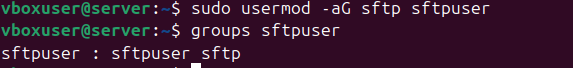 vboxuser@server:~$ sudo usermod -aG sftp sftpuser
vboxuser@server:~$ groups sftpuser
sftpuser : sftpuser sftp